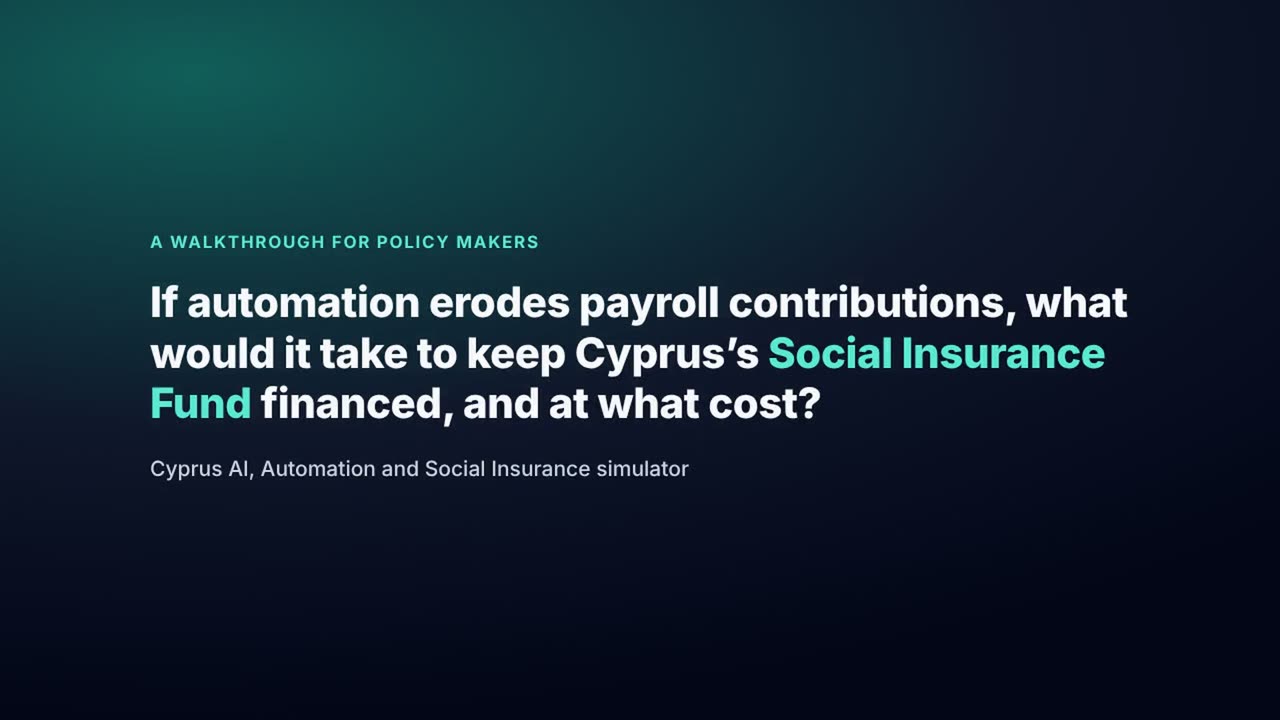 A WALKTHROUGH FOR POLICY MAKERS
If automation erodes payroll contributions, what
would it take to keep Cyprus’s Social Insurance
Fund financed, and at what cost?
Cyprus AI, Automation and Social Insurance simulator